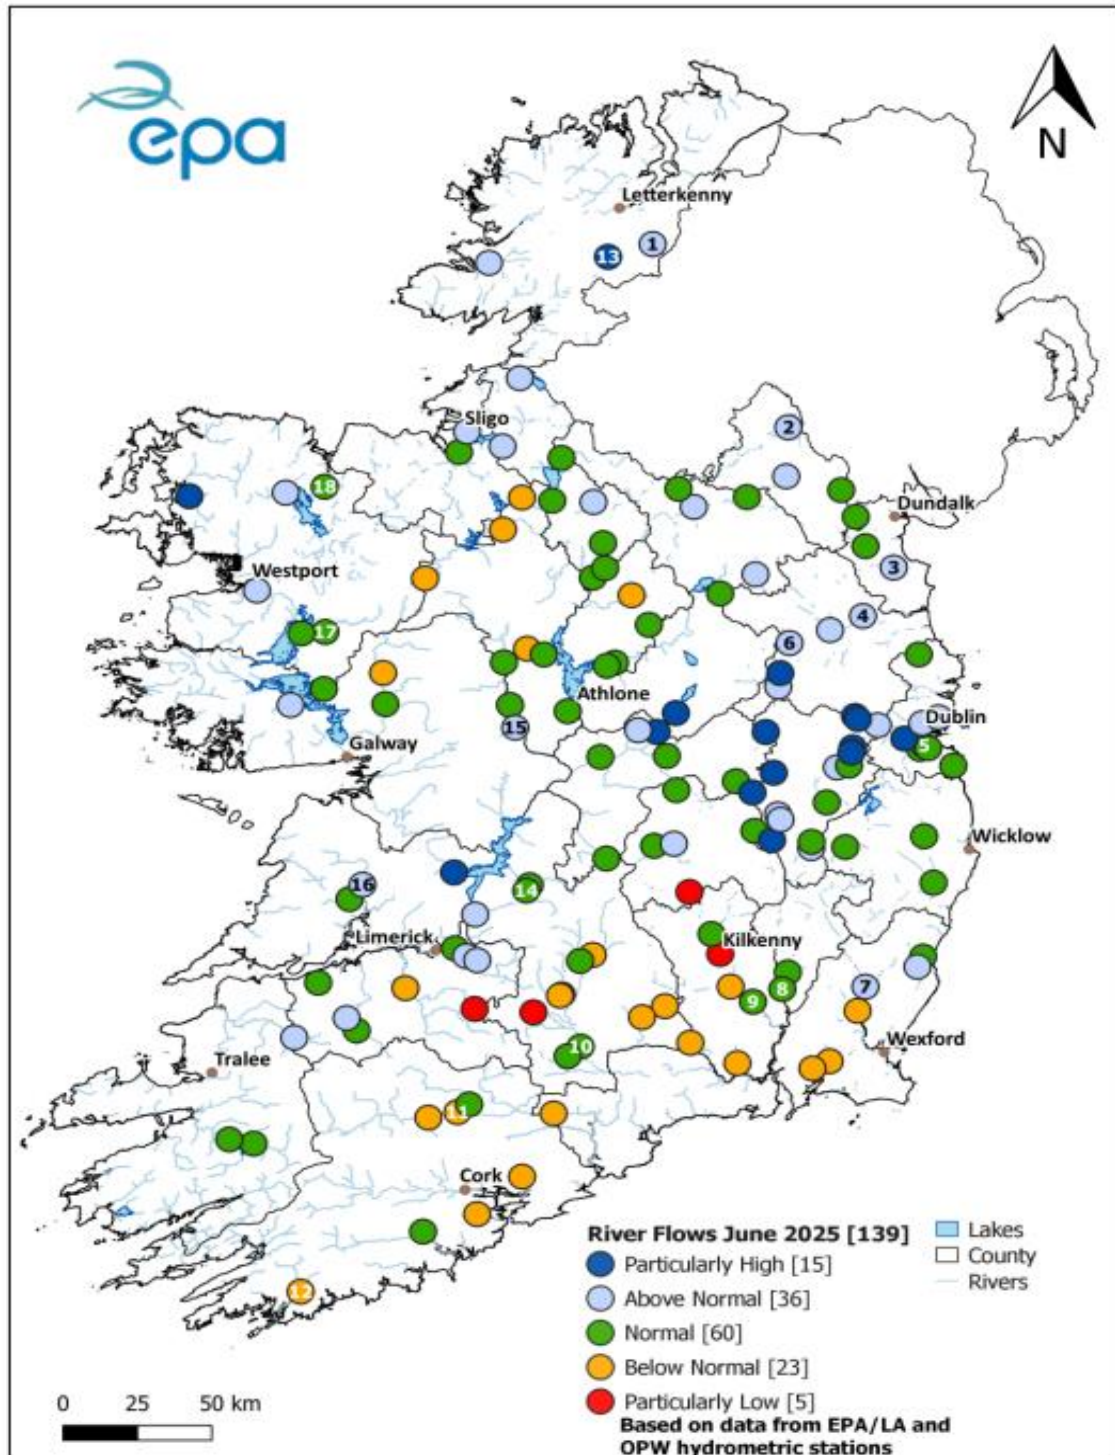 epa
N
Letterkenny
1
13
2
Sligo
18
Dundalk
3
Westport
4
17
6
Athlone
Dublin
15
5
Galway
Wicklow
16
14
Kilkenny
Limerick
7
8
9
Wexford
10
Tralee
11
Cork
12
River Flows June 2025 [139]
Particularly High [15]
Above Normal [36]
Normal [60]
Below Normal [23]
Particularly Low [5]
Lakes
County
Rivers
0 25 50 km
Based on data from EPA/LA and
OPW hydrometric stations